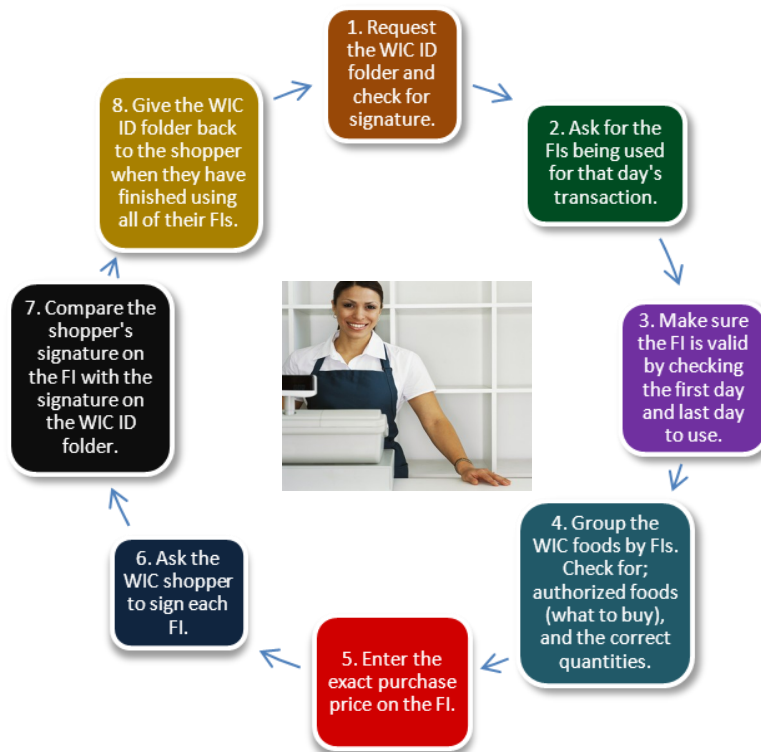 1. Request
the WIC ID
folder and
check for
signature.
2. Ask for the
FIs being used
for that day's
transaction.
3. Make sure
the FI is valid
by checking
the first day
and last day
to use.
4. Group the
WIC foods by FIs.
Check for;
authorized foods
(what to buy),
and the correct
quantities.
5. Enter the
exact purchase
price on the FI.
6. Ask the
WIC shopper
to sign each
FI.
7. Compare the
shopper's
signature on
the FI with the
signature on
the WIC ID
folder.
8. Give the WIC
ID folder back
to the shopper
when they have
finished using
all of their FIs.